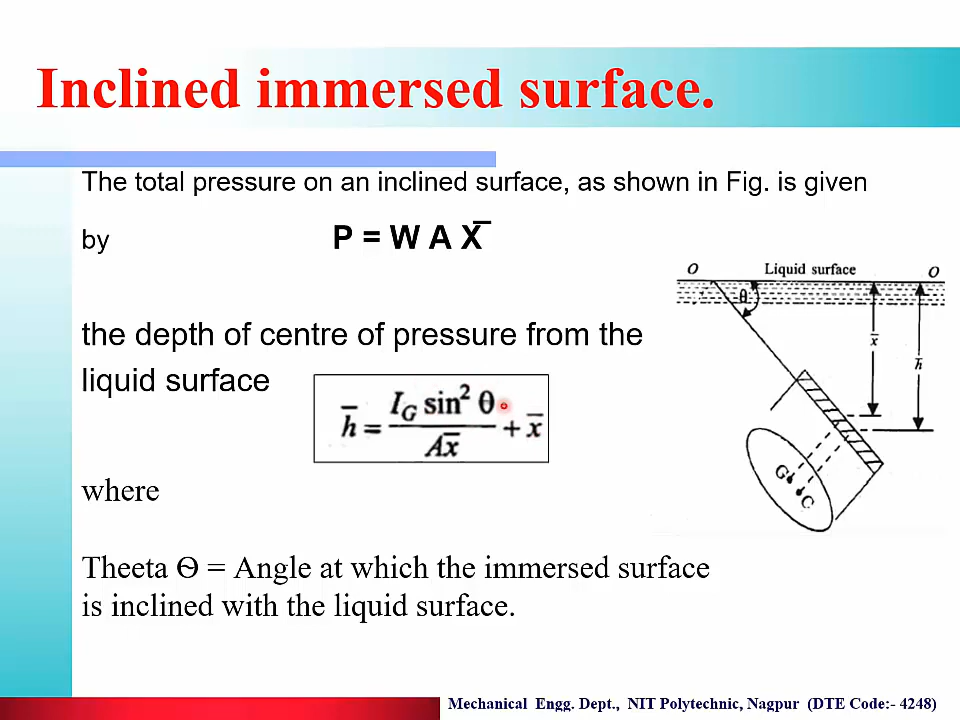 Inclined immersed surface.
The total pressure on an inclined surface, as shown in Fig. is given
by P = W A X̅
the depth of centre of pressure from the
liquid surface
h̅ = I_G sin² θ / A x̅ + x̅
where
Theeta Ɵ = Angle at which the immersed surface
is inclined with the liquid surface.
O Liquid surface O
θ
x̅
h̅
G
C
Mechanical Engg. Dept., NIT Polytechnic, Nagpur (DTE Code:- 4248)